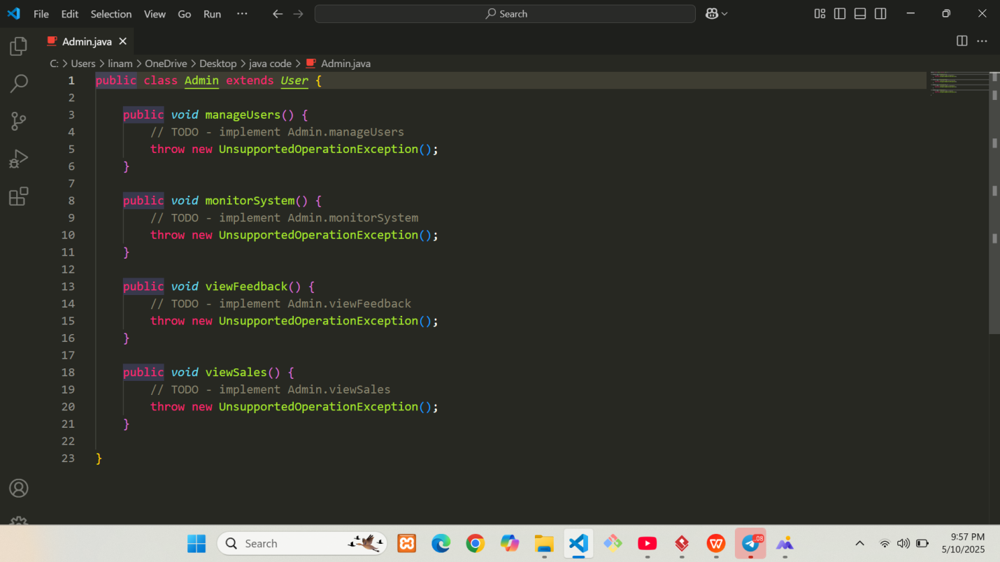 File Edit Selection View Go Run ··· Search
Admin.java
C: > Users > linam > OneDrive > Desktop > java code > Admin.java
1 public class Admin extends User {
2
3 public void manageUsers() {
4 // TODO - implement Admin.manageUsers
5 throw new UnsupportedOperationException();
6 }
7
8 public void monitorSystem() {
9 // TODO - implement Admin.monitorSystem
10 throw new UnsupportedOperationException();
11 }
12
13 public void viewFeedback() {
14 // TODO - implement Admin.viewFeedback
15 throw new UnsupportedOperationException();
16 }
17
18 public void viewSales() {
19 // TODO - implement Admin.viewSales
20 throw new UnsupportedOperationException();
21 }
22
23 }
Search
.08
9:57 PM
5/10/2025